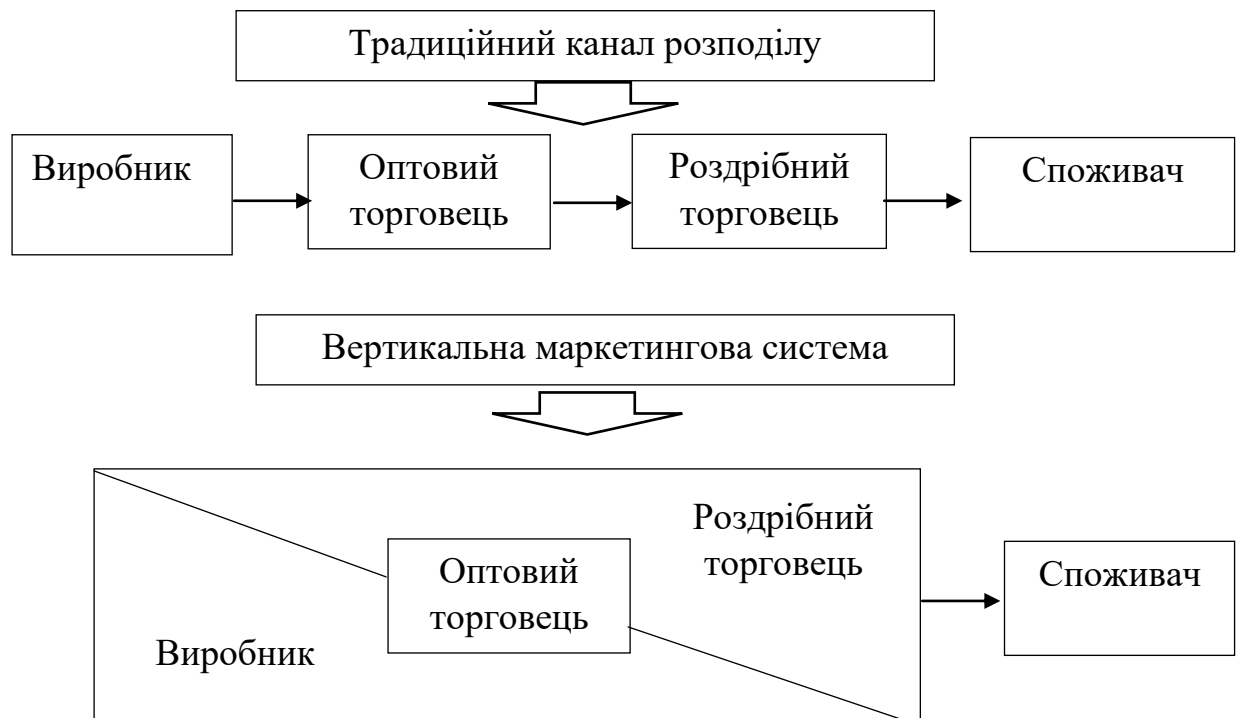 Традиційний канал розподілу
Виробник
Оптовий
торговець
Роздрібний
торговець
Споживач
Вертикальна маркетингова система
Роздрібний
торговець
Оптовий
торговець
Виробник
Споживач